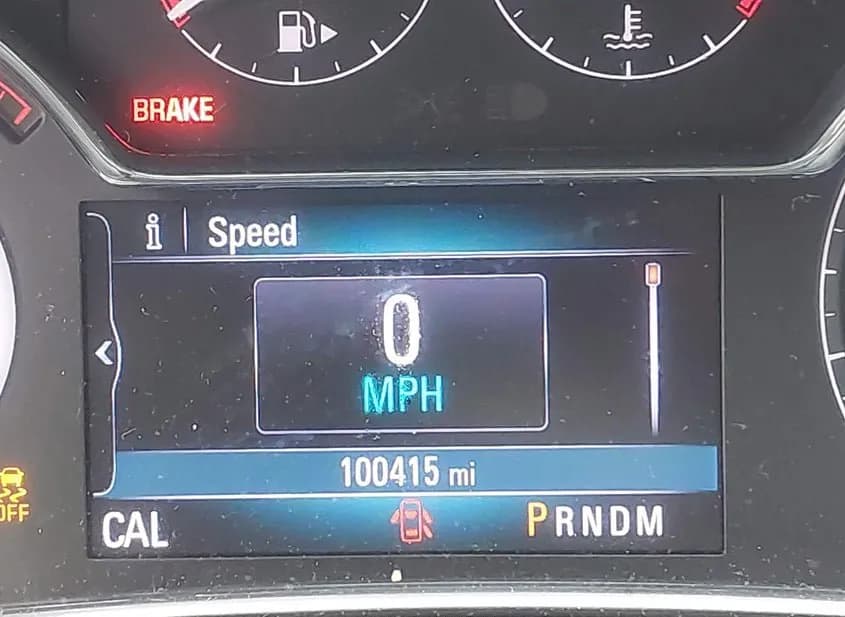 BRAKE
i Speed
0
MPH
100415 mi
OFF
CAL PRNDM